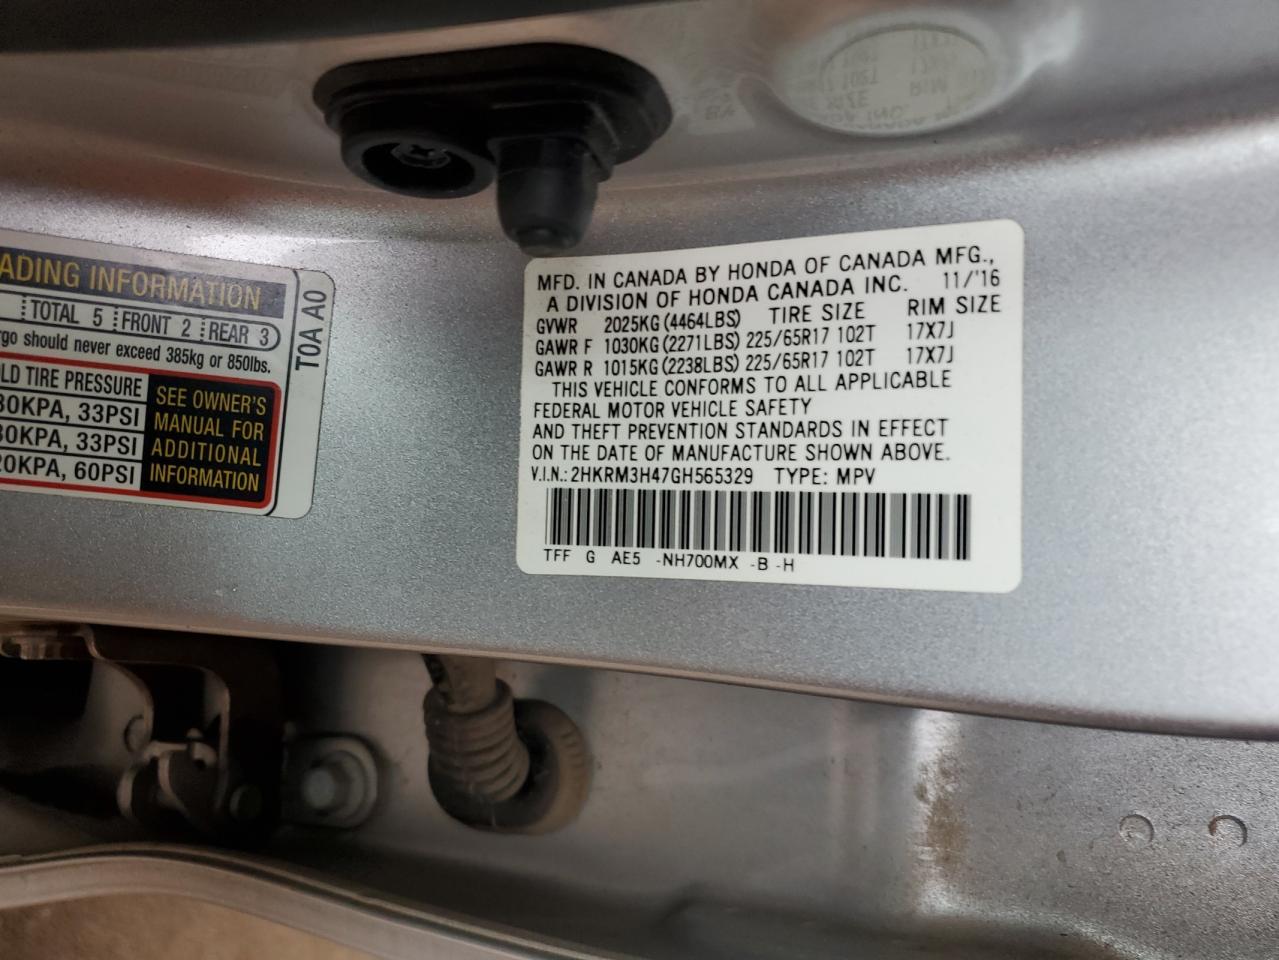 ADING INFORMATION
TOTAL 5 FRONT 2 REAR 3
rgo should never exceed 385kg or 850lbs.
LD TIRE PRESSURE
30KPA, 33PSI
30KPA, 33PSI
20KPA, 60PSI
SEE OWNER'S
MANUAL FOR
ADDITIONAL
INFORMATION
T0A A0
MFD. IN CANADA BY HONDA OF CANADA MFG.,
A DIVISION OF HONDA CANADA INC. 11/'16
GVWR 2025KG(4464LBS) TIRE SIZE RIM SIZE
GAWR F 1030KG(2271LBS) 225/65R17 102T 17X7J
GAWR R 1015KG(2238LBS) 225/65R17 102T 17X7J
THIS VEHICLE CONFORMS TO ALL APPLICABLE
FEDERAL MOTOR VEHICLE SAFETY
AND THEFT PREVENTION STANDARDS IN EFFECT
ON THE DATE OF MANUFACTURE SHOWN ABOVE.
V.I.N.: 2HKRM3H47GH565329 TYPE: MPV
TFF G AE5 -NH700MX -B -H